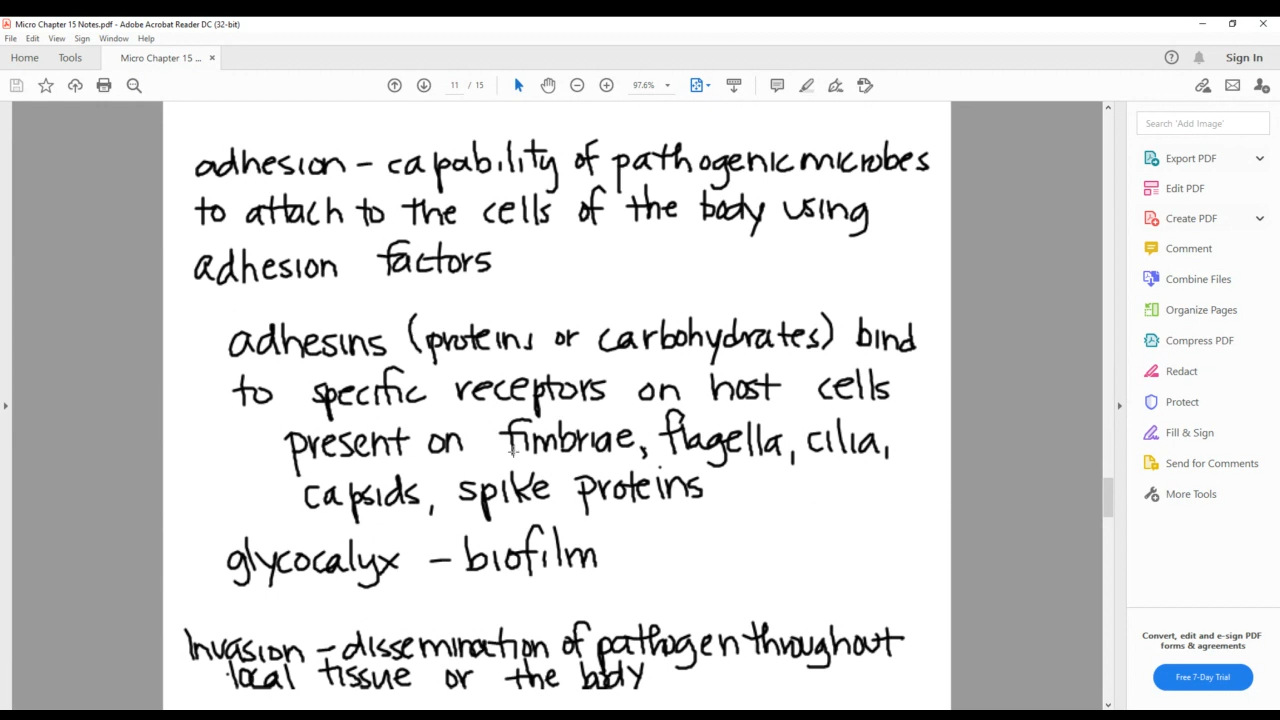 Micro Chapter 15 Notes.pdf - Adobe Acrobat Reader DC (32-bit)
File Edit View Sign Window Help
Home Tools Micro Chapter 15 ... × Sign In
11 / 15 97.6%
adhesion - capability of pathogenic microbes
to attach to the cells of the body using
adhesion factors
adhesins (proteins or carbohydrates) bind
to specific receptors on host cells
present on fimbriae, flagella, cilia,
capsids, spike proteins
glycocalyx - biofilm
Invasion - dissemination of pathogen throughout
local tissue or the body
Search 'Add Image'
Export PDF
Edit PDF
Create PDF
Comment
Combine Files
Organize Pages
Compress PDF
Redact
Protect
Fill & Sign
Send for Comments
More Tools
Convert, edit and e-sign PDF
forms & agreements
Free 7-Day Trial